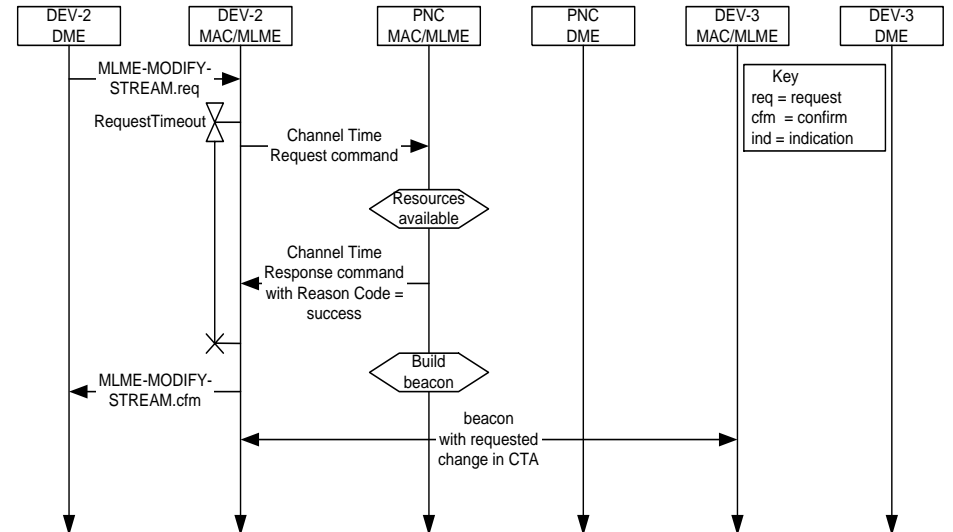 DEV-2
DME
DEV-2
MAC/MLME
PNC
MAC/MLME
PNC
DME
DEV-3
MAC/MLME
DEV-3
DME
MLME-MODIFY-
STREAM.req
Key
req = request
cfm = confirm
ind = indication
RequestTimeout
Channel Time
Request command
Resources
available
Channel Time
Response command
with Reason Code =
success
Build
beacon
MLME-MODIFY-
STREAM.cfm
beacon
with requested
change in CTA